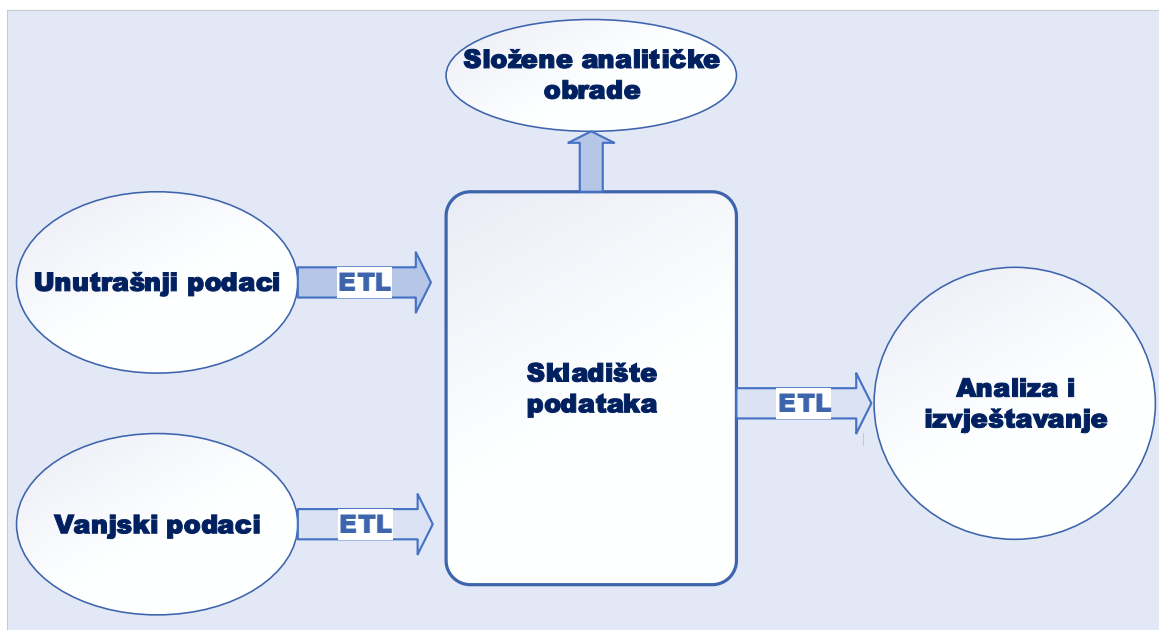 Složene analitičke
obrade
Unutrašnji podaci
ETL
Skladište
podataka
ETL
Analiza i
izvještavanje
Vanjski podaci
ETL